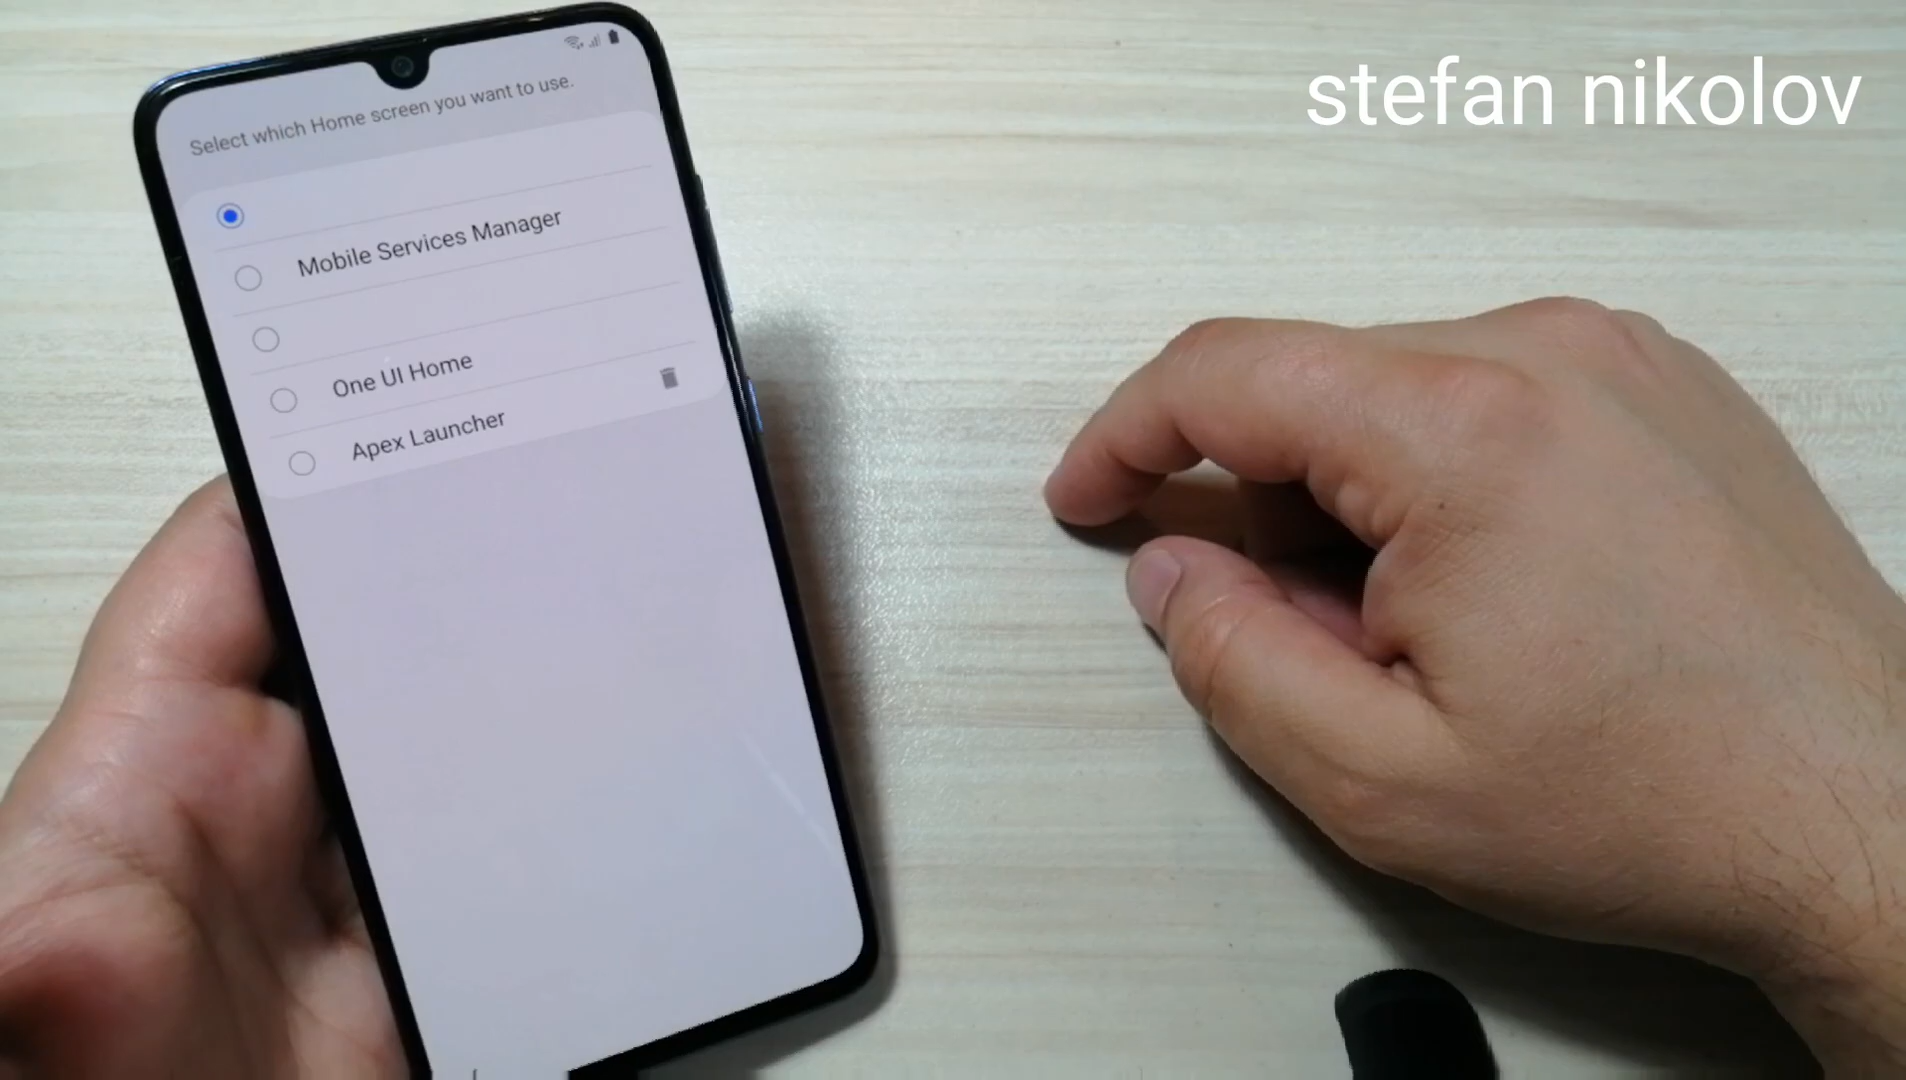 stefan nikolov
Select which Home screen you want to use.
Mobile Services Manager
One UI Home
Apex Launcher